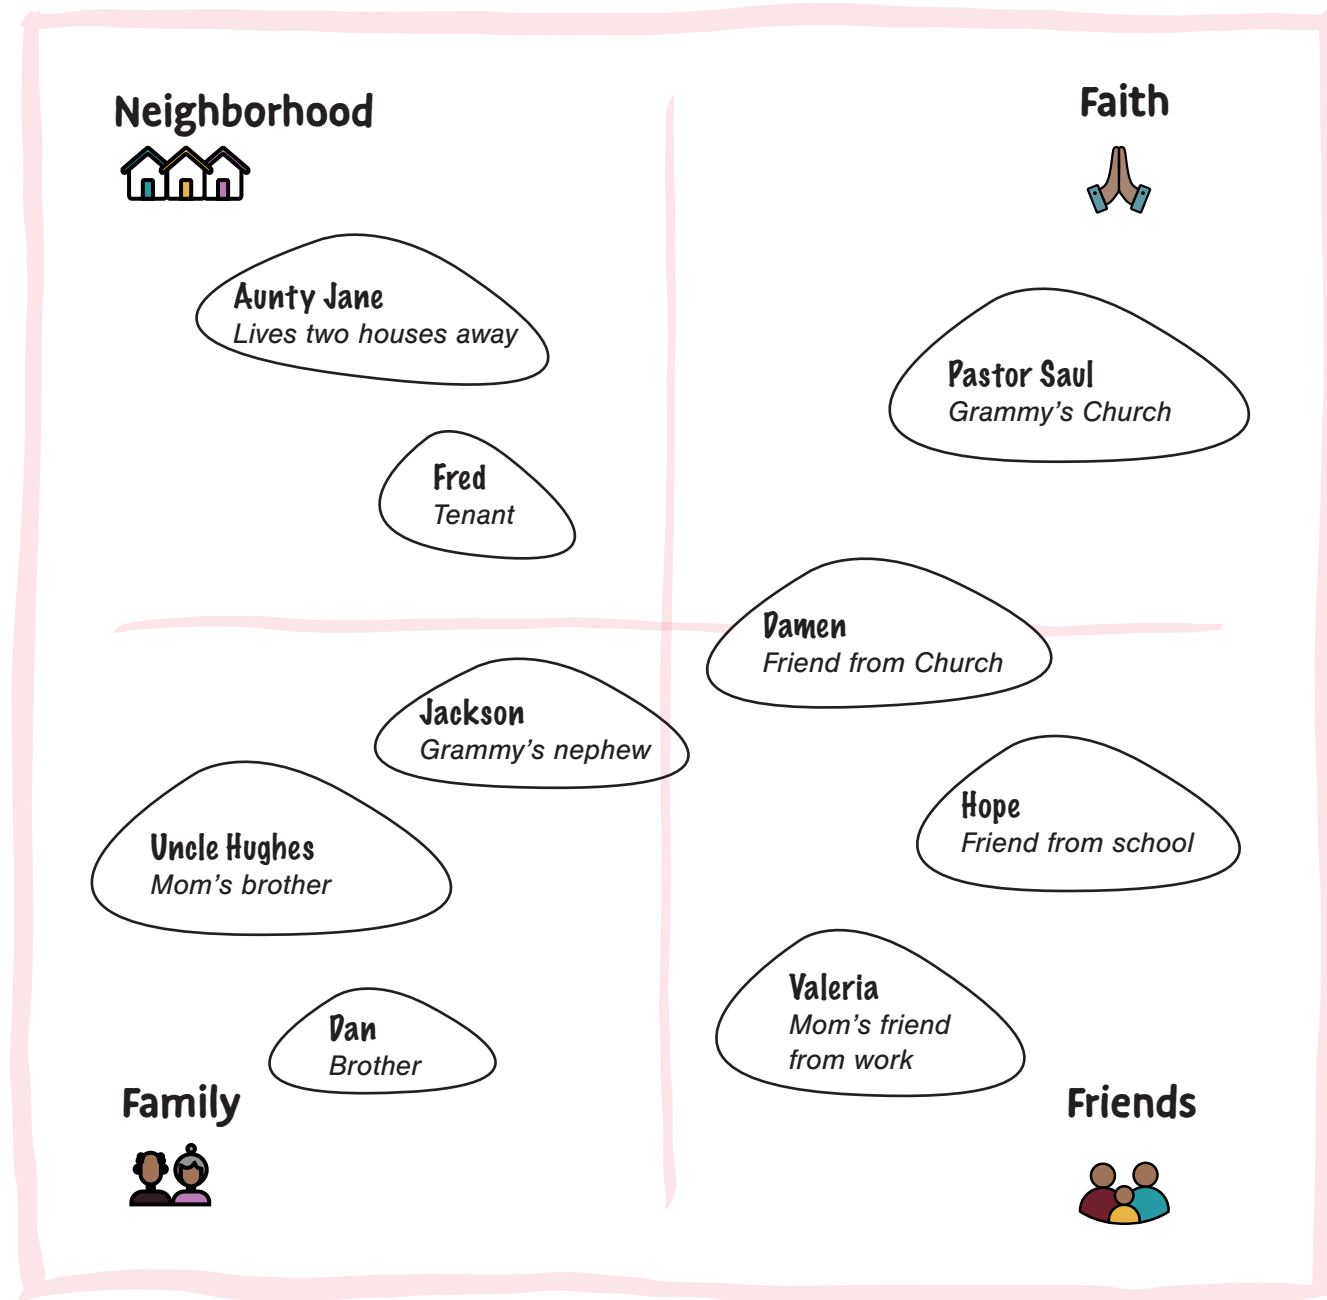 Neighborhood
Faith
Aunty Jane
Lives two houses away
Pastor Saul
Grammy's Church
Fred
Tenant
Damen
Friend from Church
Jackson
Grammy's nephew
Hope
Friend from school
Uncle Hughes
Mom's brother
Valeria
Mom's friend
from work
Dan
Brother
Family
Friends